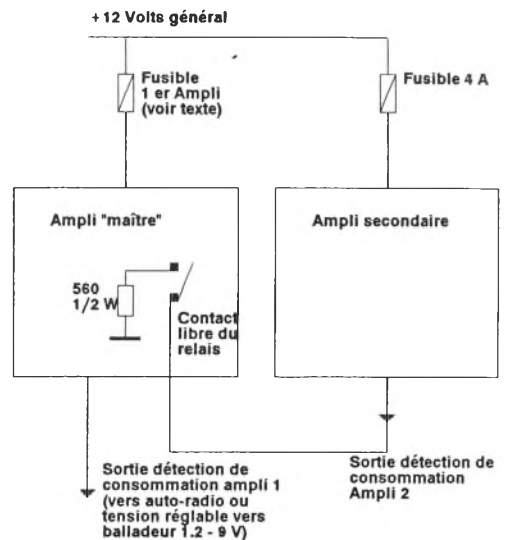 +12 Volts général
Fusible
1 er Ampli
(voir texte)
Fusible 4 A
Ampli "maître"
Ampli secondaire
560
1/2 W
Contact
libre du
relais
Sortie détection de
consommation ampli 1
(vers auto-radio ou
tension réglable vers
balladeur 1.2 - 9 V)
Sortie détection de
consommation
Ampli 2